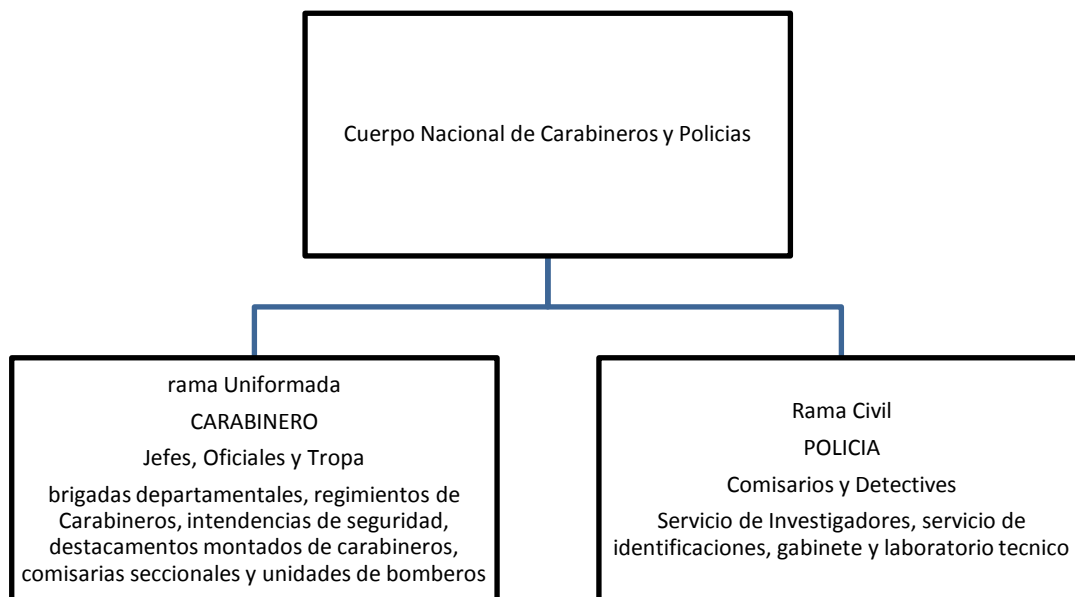 Cuerpo Nacional de Carabineros y Policias
rama Uniformada
CARABINERO
Jefes, Oficiales y Tropa
brigadas departamentales, regimientos de
Carabineros, intendencias de seguridad,
destacamentos montados de carabineros,
comisarias seccionales y unidades de bomberos
Rama Civil
POLICIA
Comisarios y Detectives
Servicio de Investigadores, servicio de
identificaciones, gabinete y laboratorio tecnico